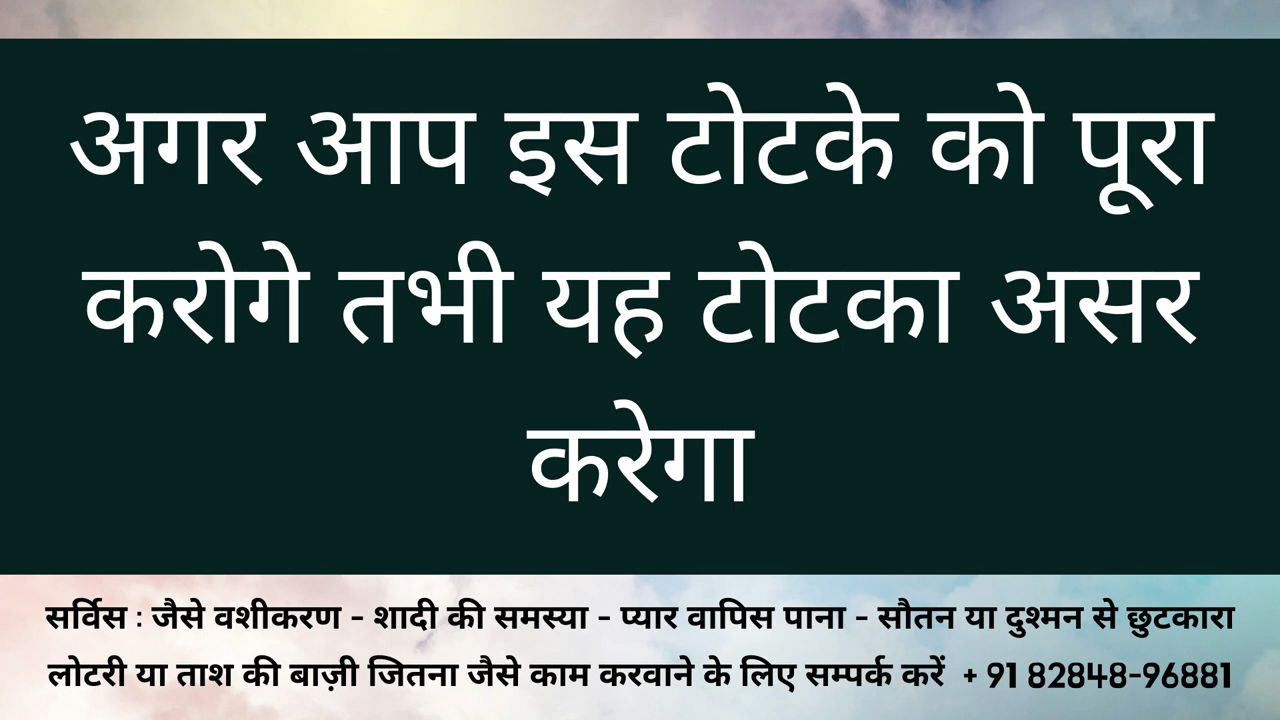 अगर आप इस टोटके को पूरा
करोगे तभी यह टोटका असर
करेगा
सर्विस : जैसे वशीकरण - शादी की समस्या - प्यार वापिस पाना - सौतन या दुश्मन से छुटकारा
लोटरी या ताश की बाज़ी जितना जैसे काम करवाने के लिए सम्पर्क करें + 91 82848-96881